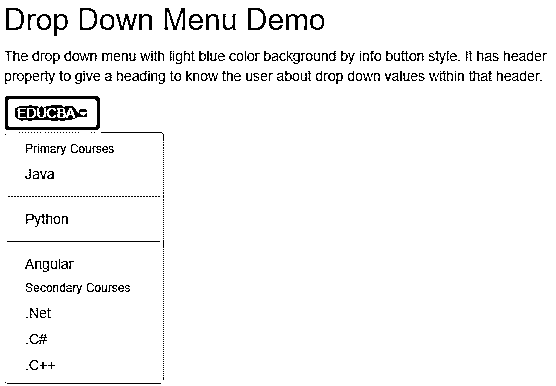 Drop Down Menu Demo
The drop down menu with light blue color background by info button style. It has header
property to give a heading to know the user about drop down values within that header.
EDUCBA
Primary Courses
Java
Python
Angular
Secondary Courses
.Net
.C#
.C++